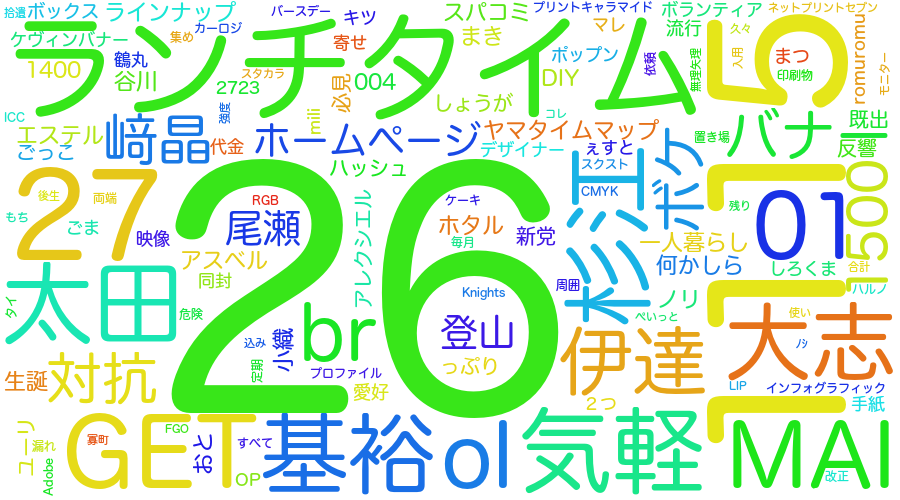 拾遺
ボックス
ラインナップ
バースデー
キツ
スパコミ
プリントキャラマイド
ボランティア
ネットプリントセブン
ケヴィンバナー
集め
カーロジ
寄せ
まき
マレ
流行
久々
ランチタイム
5
romuromu
1400
鶴丸
谷川
スタカラ
2723
必見
004
ポップン
DIY
依頼
無理矢理
入用
まつ
印刷物
モニター
ICC
エステル
ごっこ
﨑晶
強度
代金
mili
しょうが
コレ
ホームページ
ヤマタイムマップ
デザイナー
えすと
置き場
バナー
既出
反響
ハッシュ
スクスト
CMYK
杉江
ボケ
27
後生
両端
もち
ごま
映像
RGB
尾瀬
26
アレクシエル
ケーキ
ホタル
毎月
新党
残り
1
01
1500
アスベル
同封
一人暮らし
何かしら
しろくま
合計
太田
タイ
危険
Knights
周囲
ノリ
ぺいっと
バルノ
1
使い
込み
小織
定期
br
登山
っぷり
伊達
大志
ﾉｼ
生誕
対抗
プロファイル
愛好
2つ
LIP
インフォグラフィック
手紙
1
ユーリ
漏れ
Adobe
GET
寡町
FGO
おと
すべて
OP
基裕
ol
気軽
MAI
改正